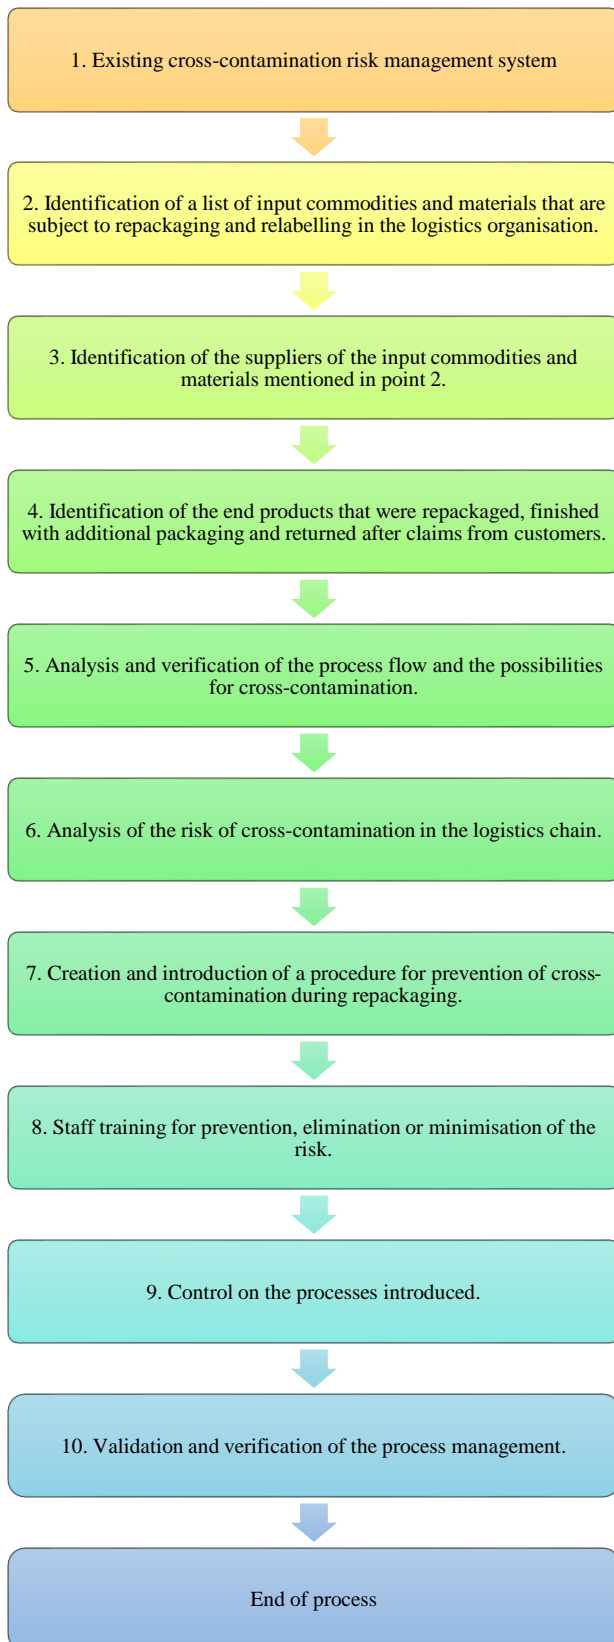 1. Existing cross-contamination risk management system
2. Identification of a list of input commodities and materials that are
subject to repackaging and relabelling in the logistics organisation.
3. Identification of the suppliers of the input commodities and
materials mentioned in point 2.
4. Identification of the end products that were repackaged, finished
with additional packaging and returned after claims from customers.
5. Analysis and verification of the process flow and the possibilities
for cross-contamination.
6. Analysis of the risk of cross-contamination in the logistics chain.
7. Creation and introduction of a procedure for prevention of cross-
contamination during repackaging.
8. Staff training for prevention, elimination or minimisation of the
risk.
9. Control on the processes introduced.
10. Validation and verification of the process management.
End of process